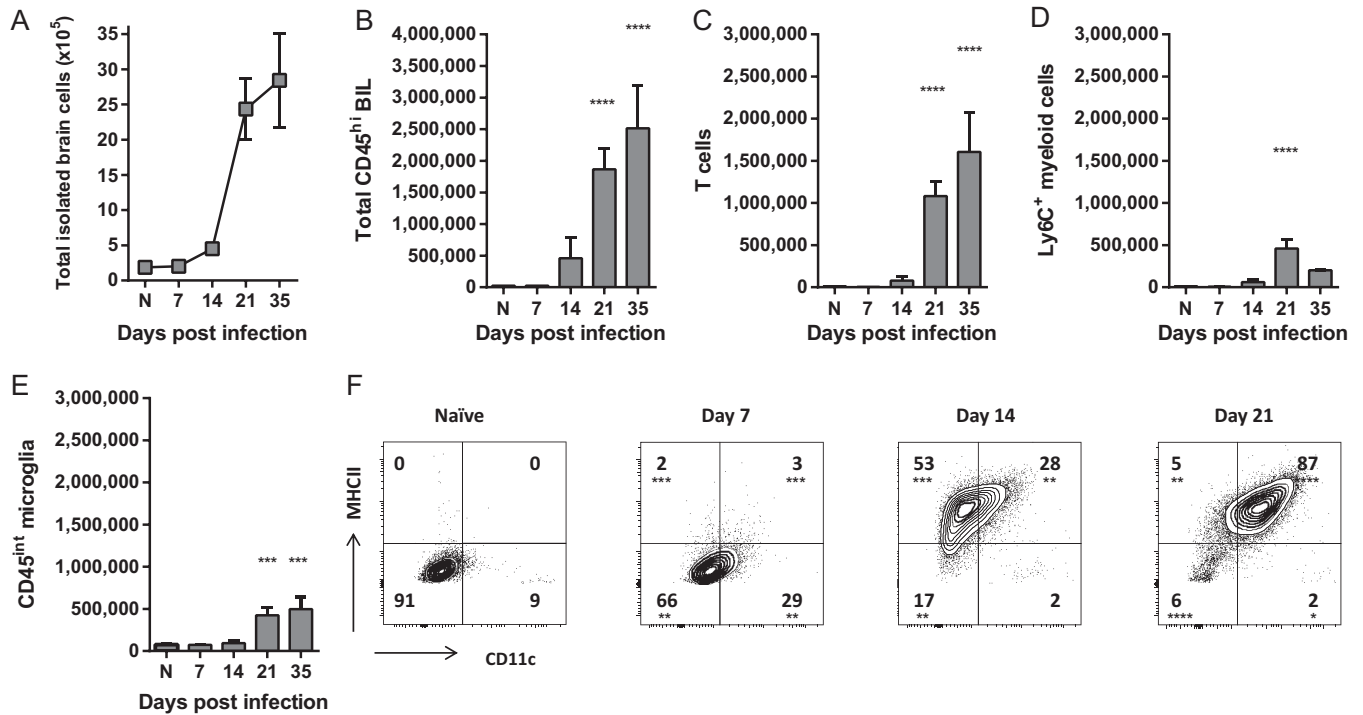 A
Total isolated brain cells (x10⁵)
35
30
25
20
15
10
5
0
N 7 14 21 35
Days post infection
B
Total CD45ʰⁱ BIL
4,000,000
3,500,000
3,000,000
2,500,000
2,000,000
1,500,000
1,000,000
500,000
0
****
****
N 7 14 21 35
Days post infection
C
T cells
3,000,000
2,500,000
2,000,000
1,500,000
1,000,000
500,000
0
****
****
N 7 14 21 35
Days post infection
D
Ly6C⁺ myeloid cells
3,000,000
2,500,000
2,000,000
1,500,000
1,000,000
500,000
0
****
N 7 14 21 35
Days post infection
E
CD45ⁱⁿᵗ microglia
3,000,000
2,500,000
2,000,000
1,500,000
1,000,000
500,000
0
*** ***
N 7 14 21 35
Days post infection
F
MHCII
CD11c
Naïve
0 0
91 9
Day 7
2 3
*** ***
66 29
** **
Day 14
53 28
*** **
17 2
**
Day 21
5 87
** ****
6 2
**** *